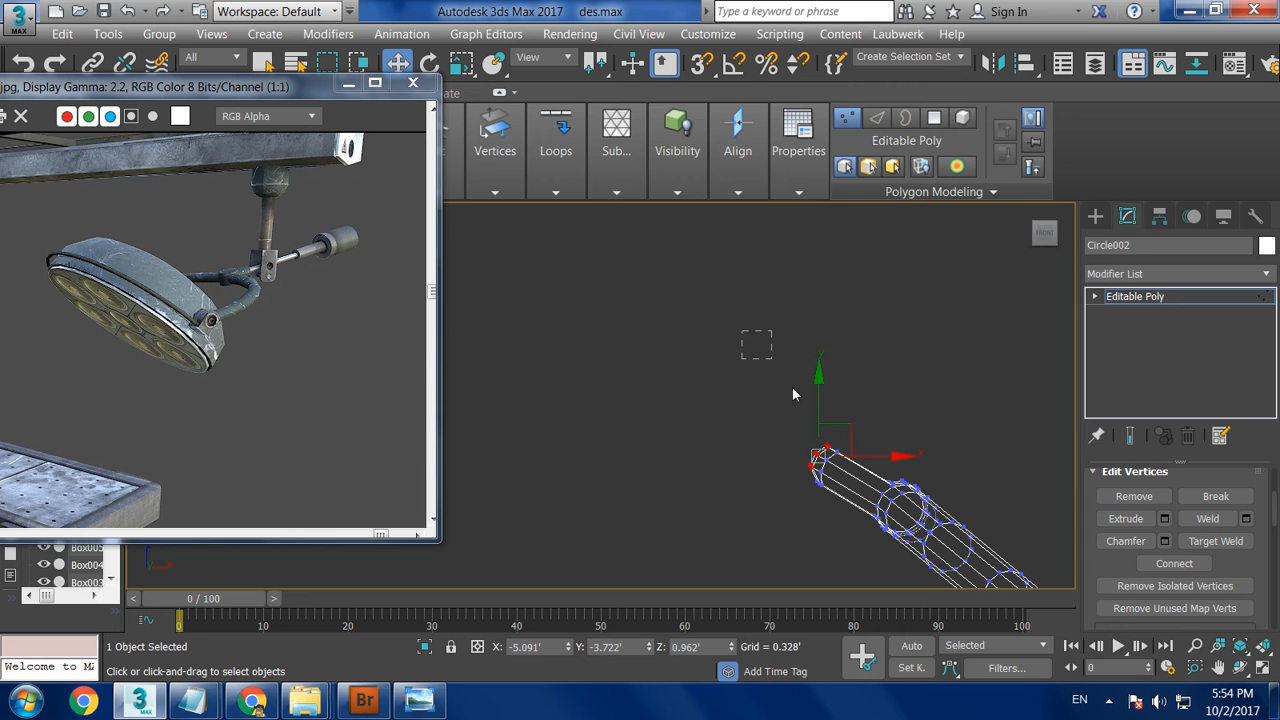 Workspace: Default
Autodesk 3ds Max 2017 des.max
Type a keyword or phrase
Sign In
MAX
Edit Tools Group Views Create Modifiers Animation Graph Editors Rendering Civil View Customize Scripting Content Laubwerk Help
All
View
Create Selection Set
jpg, Display Gamma: 2.2, RGB Color 8 Bits/Channel (1:1)
RGB Alpha
Vertices
Loops
Sub...
Visibility
Align
Properties
Editable Poly
Polygon Modeling
FRONT
Circle002
Modifier List
Editable Poly
Edit Vertices
Remove
Break
Extrude
Weld
Chamfer
Target Weld
Connect
Remove Isolated Vertices
Remove Unused Map Verts
Box005
Box004
Box003
0 / 100
0 10 20 30 40 50 60 70 80 90 100
1 Object Selected
X: -5.091' Y: -3.722' Z: 0.962' Grid = 0.328'
Auto
Selected
Welcome to MA
Click or click-and-drag to select objects
Add Time Tag
Set K.
Filters...
0
Br
EN
5:54 PM
10/2/2017